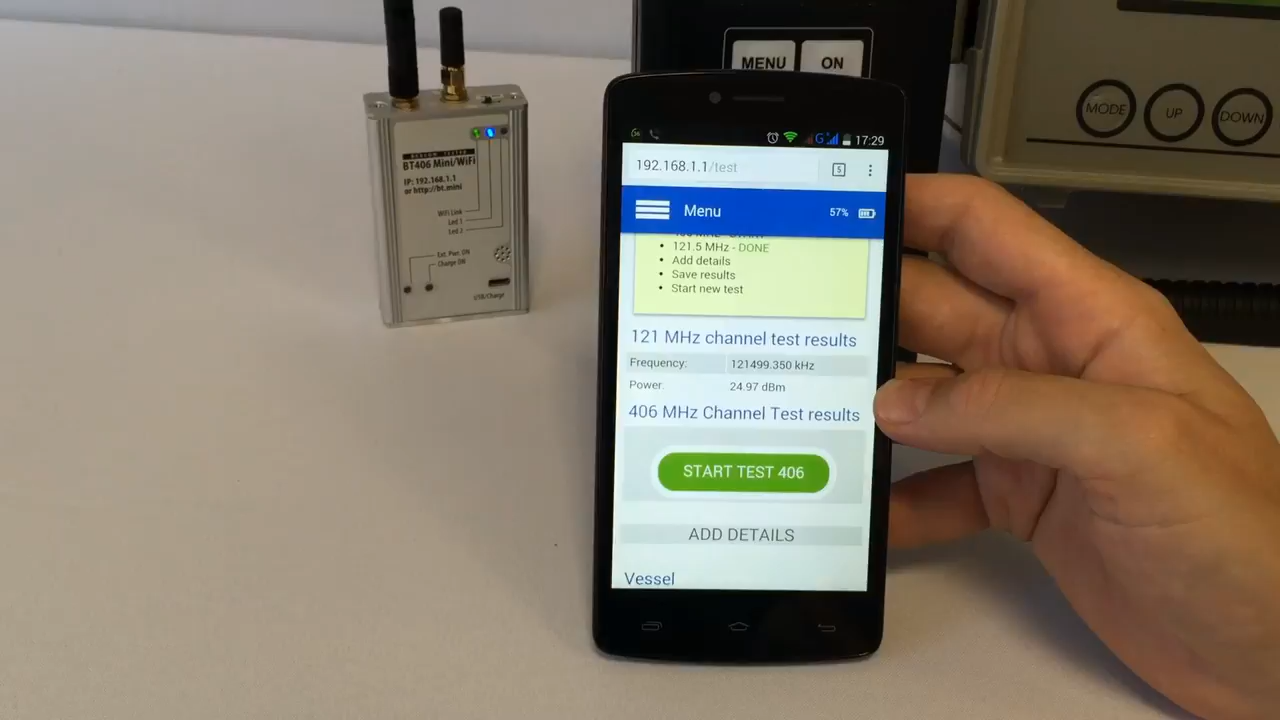 BEACON TESTER
BT406 Mini/WiFi
IP: 192.168.1.1
or http://bt.mini
WiFi Link
Led 1
Led 2
Ext. Pwr. ON
Charge ON
USB/Charge
MENU
ON
MODE
UP
DOWN
G
17:29
192.168.1.1/test
5
Menu
57%
121.5 MHz - DONE
Add details
Save results
Start new test
121 MHz channel test results
Frequency: 121499.350 kHz
Power: 24.97 dBm
406 MHz Channel Test results
START TEST 406
ADD DETAILS
Vessel